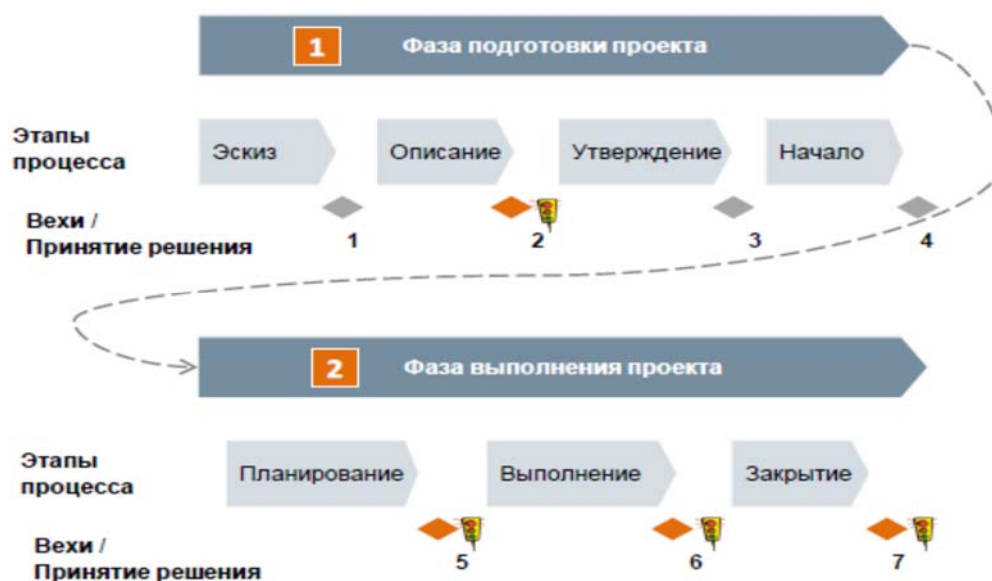 1 Фаза подготовки проекта
Этапы
процесса
Эскиз Описание Утверждение Начало
Вехи /
Принятие решения
1 2 3 4
2 Фаза выполнения проекта
Этапы
процесса
Планирование Выполнение Закрытие
Вехи /
Принятие решения
5 6 7